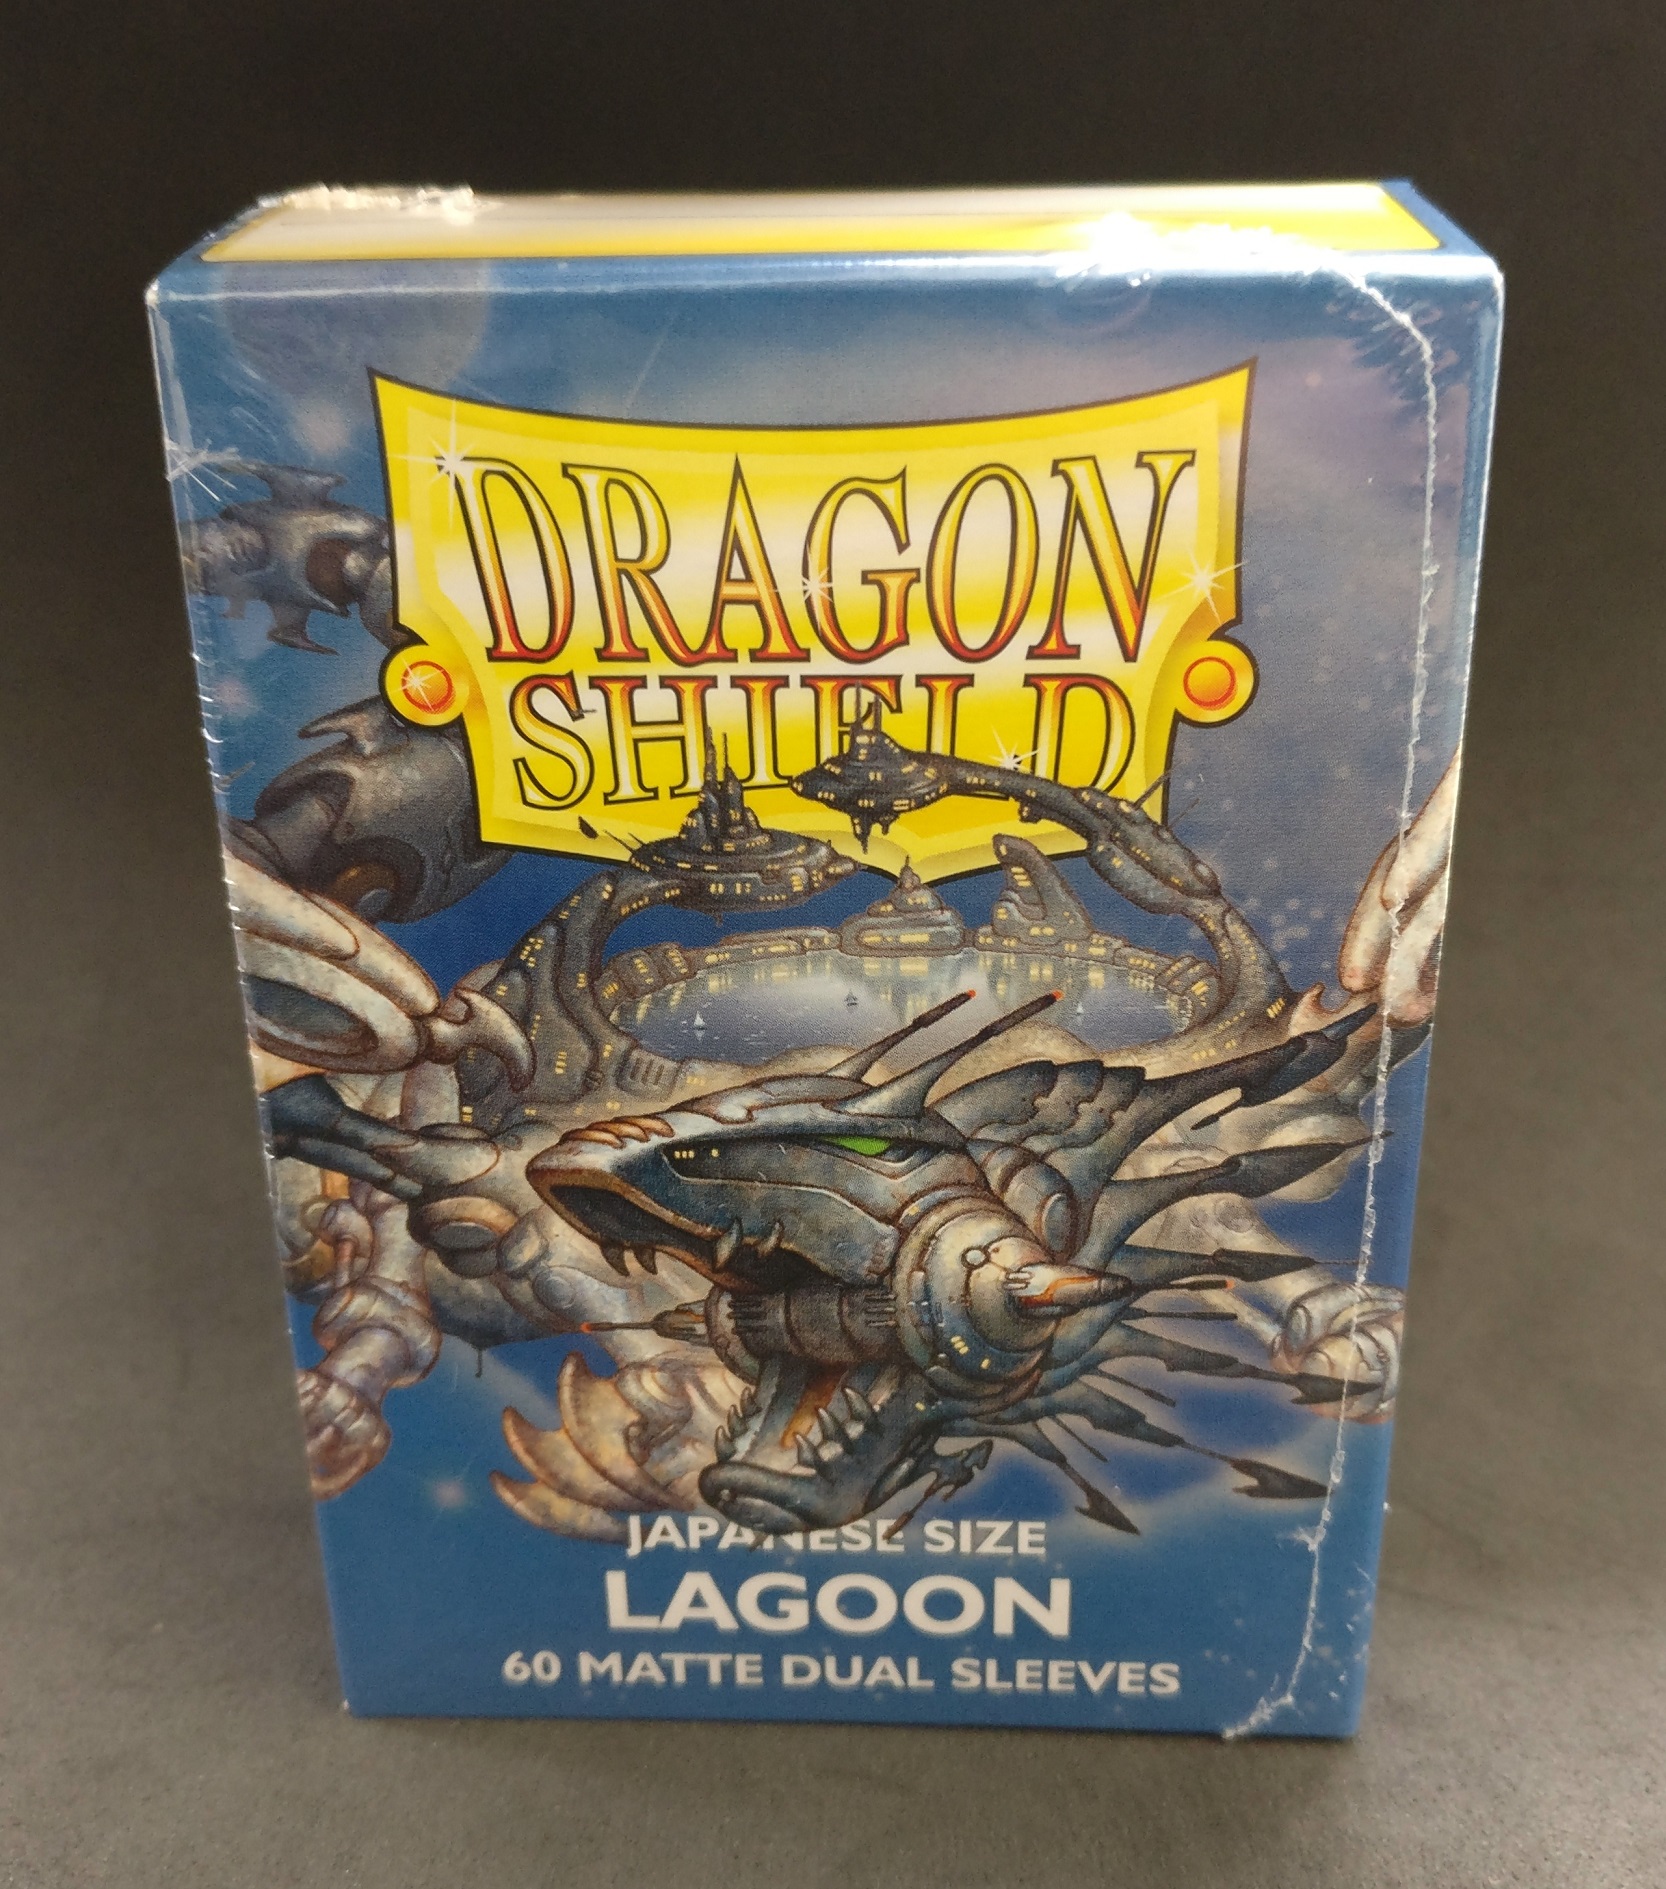 DRAGON
SHIELD
JAPANESE SIZE
LAGOON
60 MATTE DUAL SLEEVES